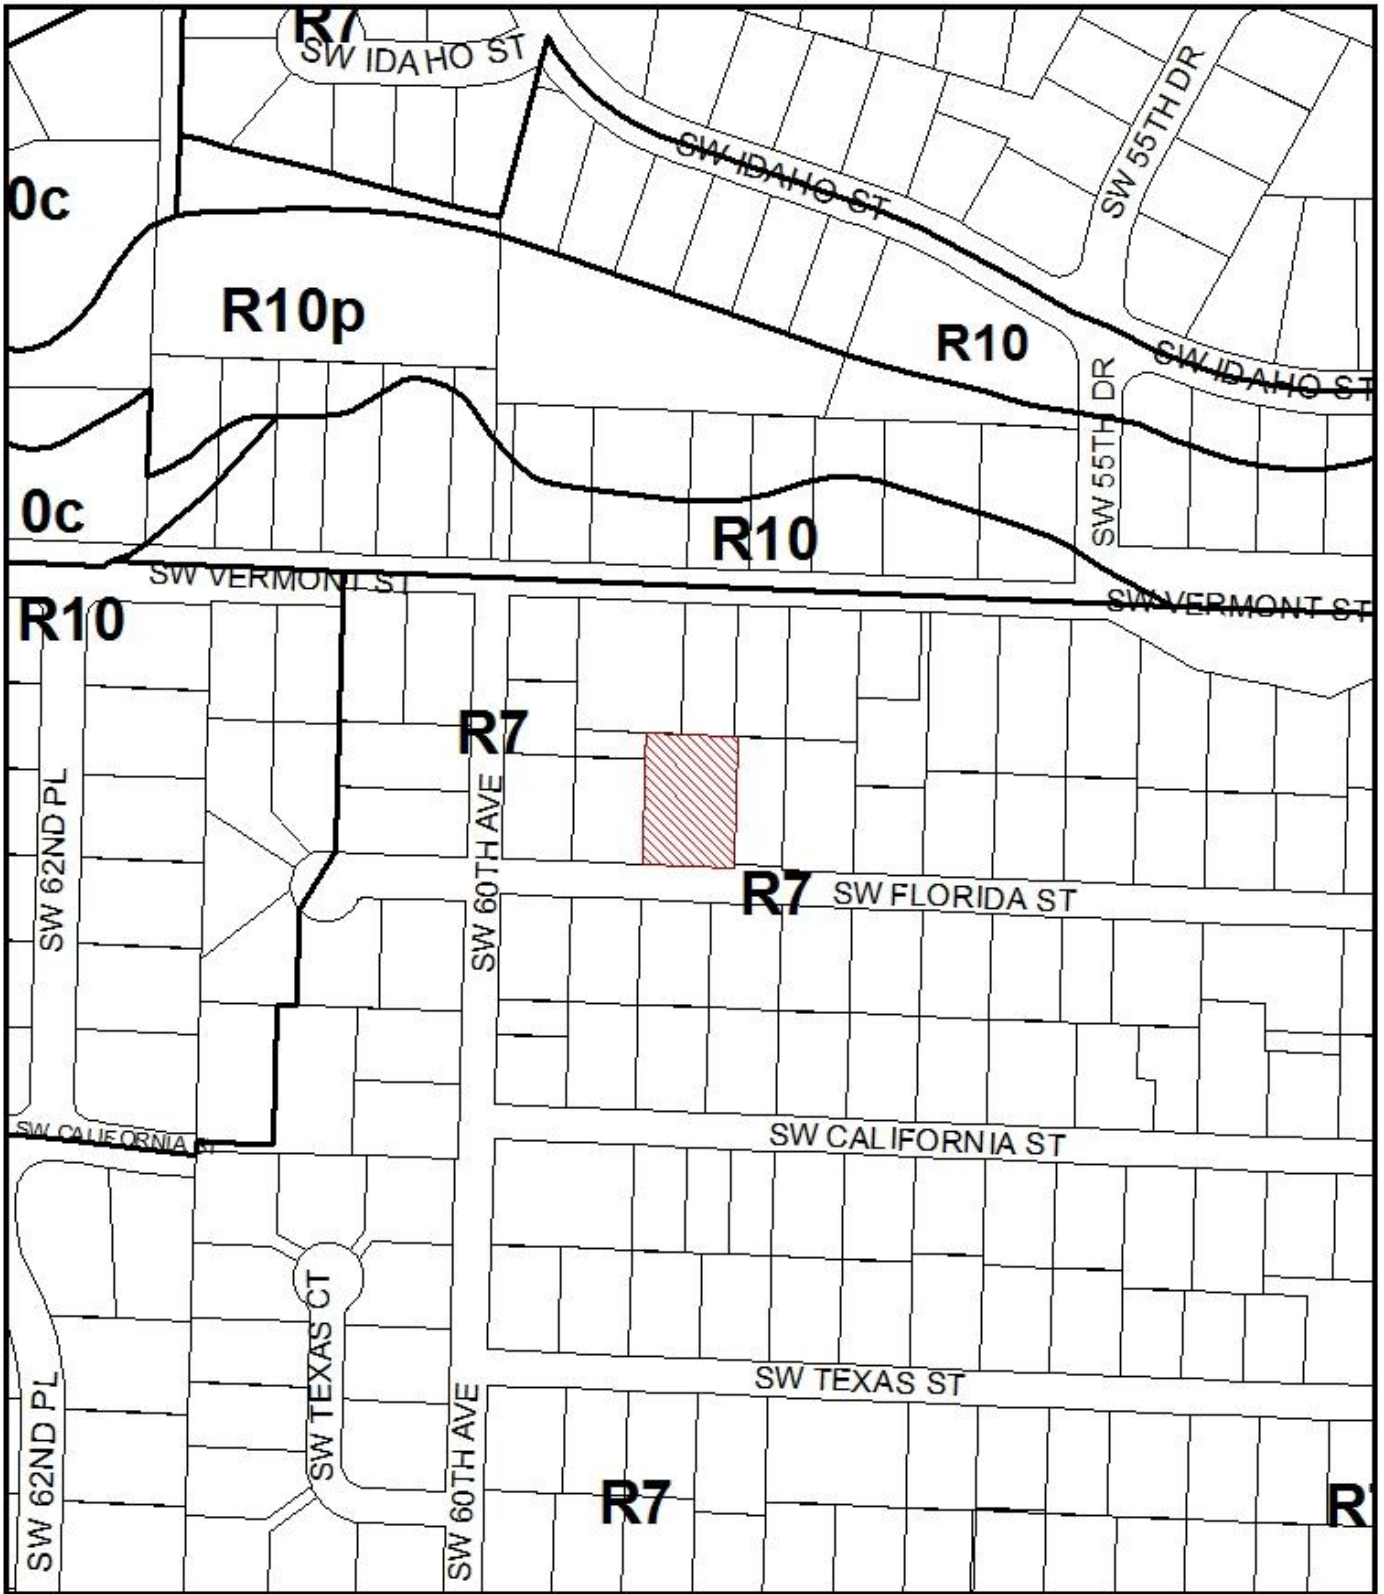 R7
SW IDAHO ST
SW 55TH DR
SW IDAHO ST
0c
R10p
R10
SW IDAHO ST
SW 55TH DR
0c
R10
SW VERMONT ST
SW VERMONT ST
R10
R7
SW 62ND PL
SW 60TH AVE
R7
SW FLORIDA ST
SW CALIFORNIA ST
SW CALIFORNIA ST
SW TEXAS CT
SW TEXAS ST
SW 62ND PL
SW 60TH AVE
R7
R7